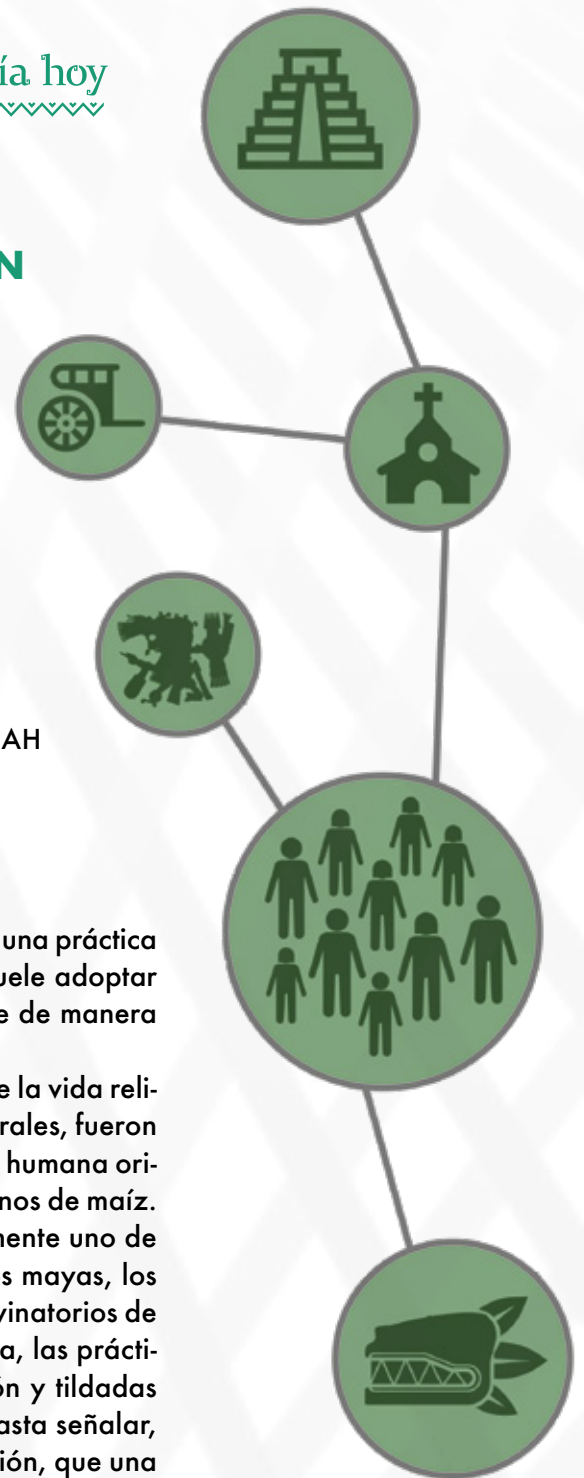 ía hoy
N
AH
una práctica
uele adoptar
e de manera
e la vida reli-
rales, fueron
humana ori-
nos de maíz.
mente uno de
s mayas, los
vinatorios de
a, las prácti-
ón y tildadas
asta señalar,
ción, que una